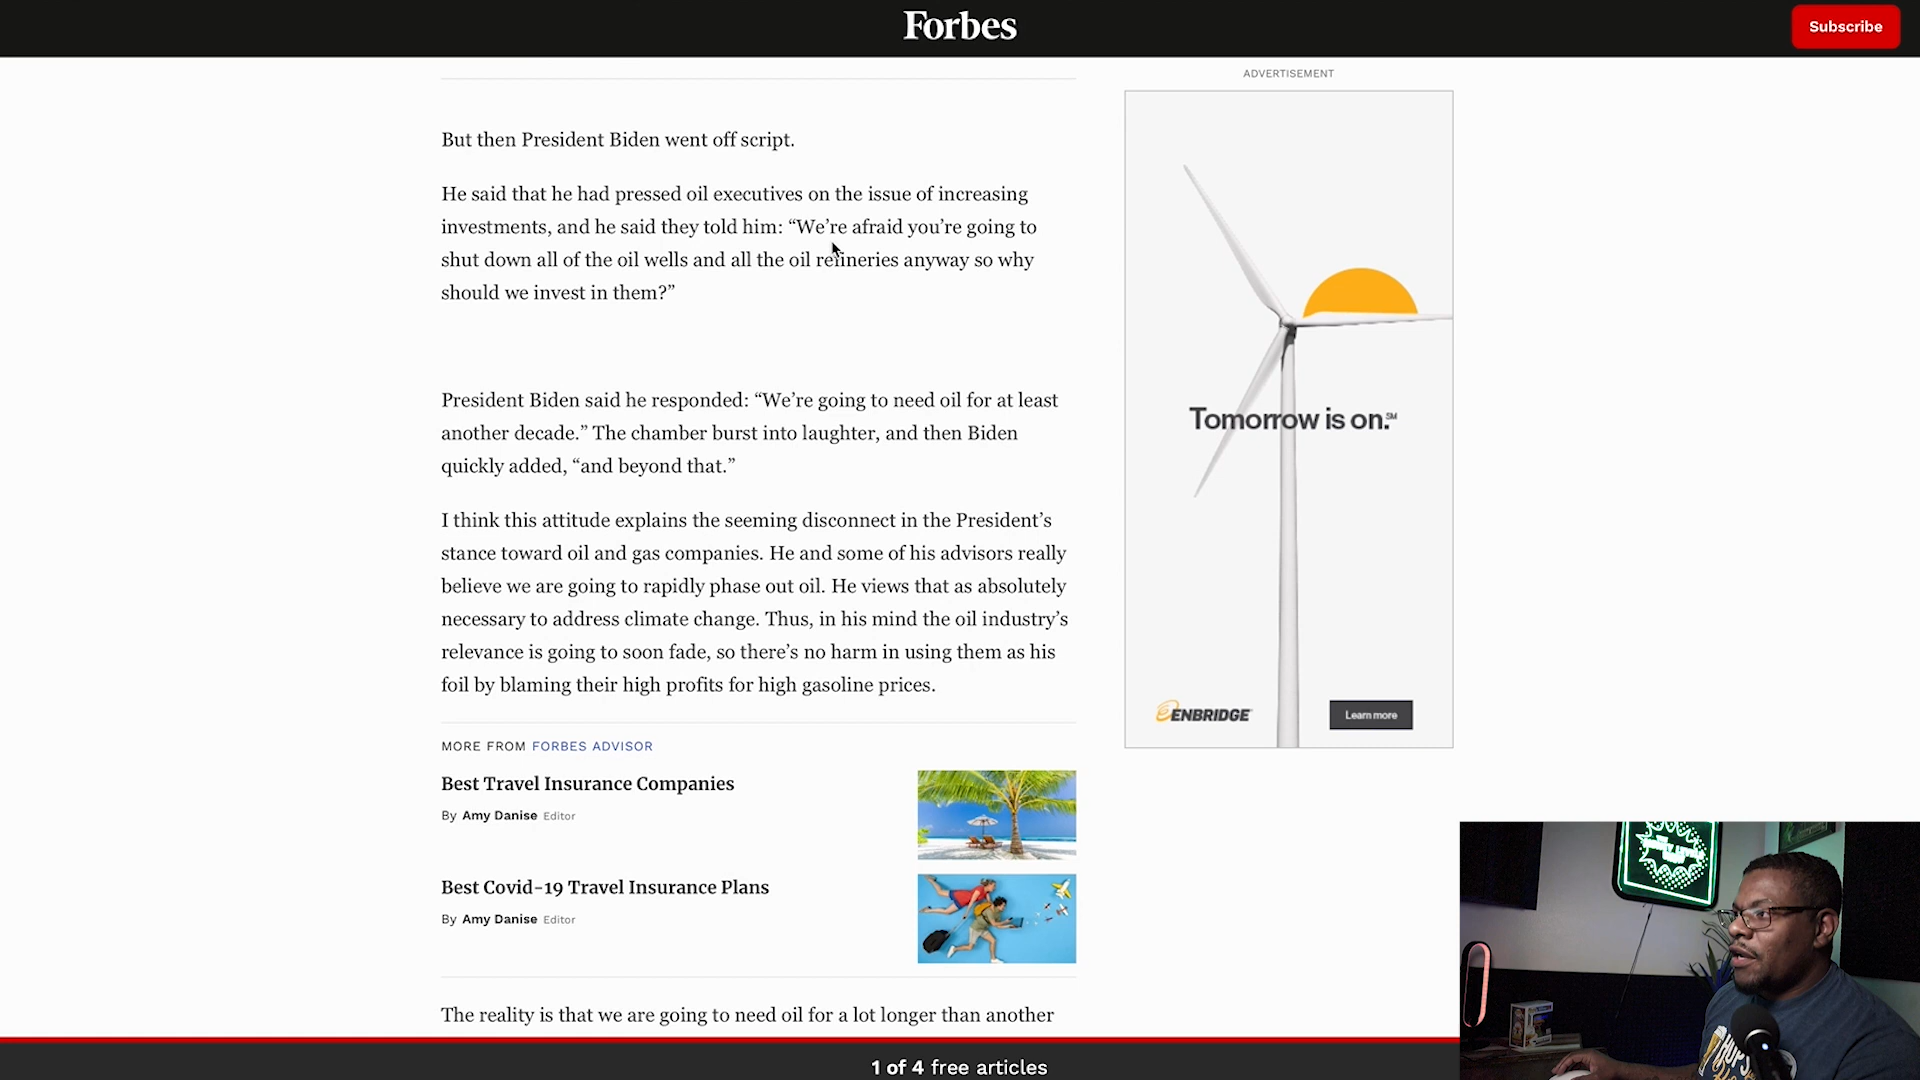 Forbes
Subscribe
ADVERTISEMENT
But then President Biden went off script.
He said that he had pressed oil executives on the issue of increasing
investments, and he said they told him: “We’re afraid you’re going to
shut down all of the oil wells and all the oil refineries anyway so why
should we invest in them?”
President Biden said he responded: “We’re going to need oil for at least
another decade.” The chamber burst into laughter, and then Biden
quickly added, “and beyond that.”
I think this attitude explains the seeming disconnect in the President’s
stance toward oil and gas companies. He and some of his advisors really
believe we are going to rapidly phase out oil. He views that as absolutely
necessary to address climate change. Thus, in his mind the oil industry’s
relevance is going to soon fade, so there’s no harm in using them as his
foil by blaming their high profits for high gasoline prices.
Tomorrow is on.℠
ENBRIDGE
Learn more
MORE FROM FORBES ADVISOR
Best Travel Insurance Companies
By Amy Danise Editor
Best Covid-19 Travel Insurance Plans
By Amy Danise Editor
The reality is that we are going to need oil for a lot longer than another
1 of 4 free articles